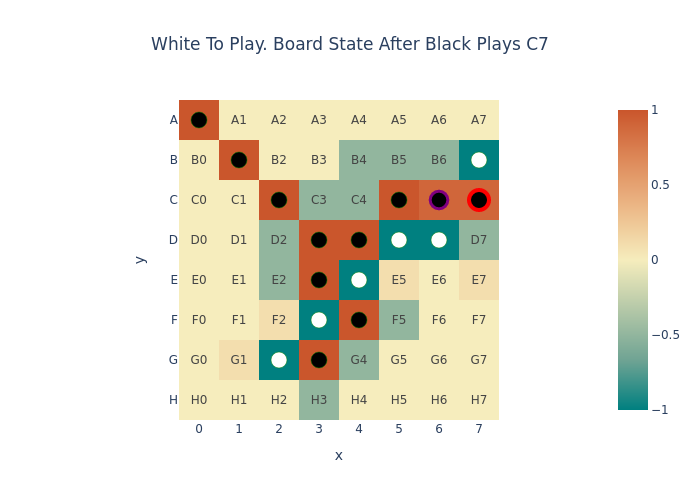 White To Play. Board State After Black Plays C7
A A1 A2 A3 A4 A5 A6 A7
B B0 B2 B3 B4 B5 B6
C C0 C1 C3 C4
D D0 D1 D2 D7
E E0 E1 E2 E5 E6 E7
F F0 F1 F2 F5 F6 F7
G G0 G1 G4 G5 G6 G7
H H0 H1 H2 H3 H4 H5 H6 H7
0 1 2 3 4 5 6 7
x
y
1
0.5
0
−0.5
−1